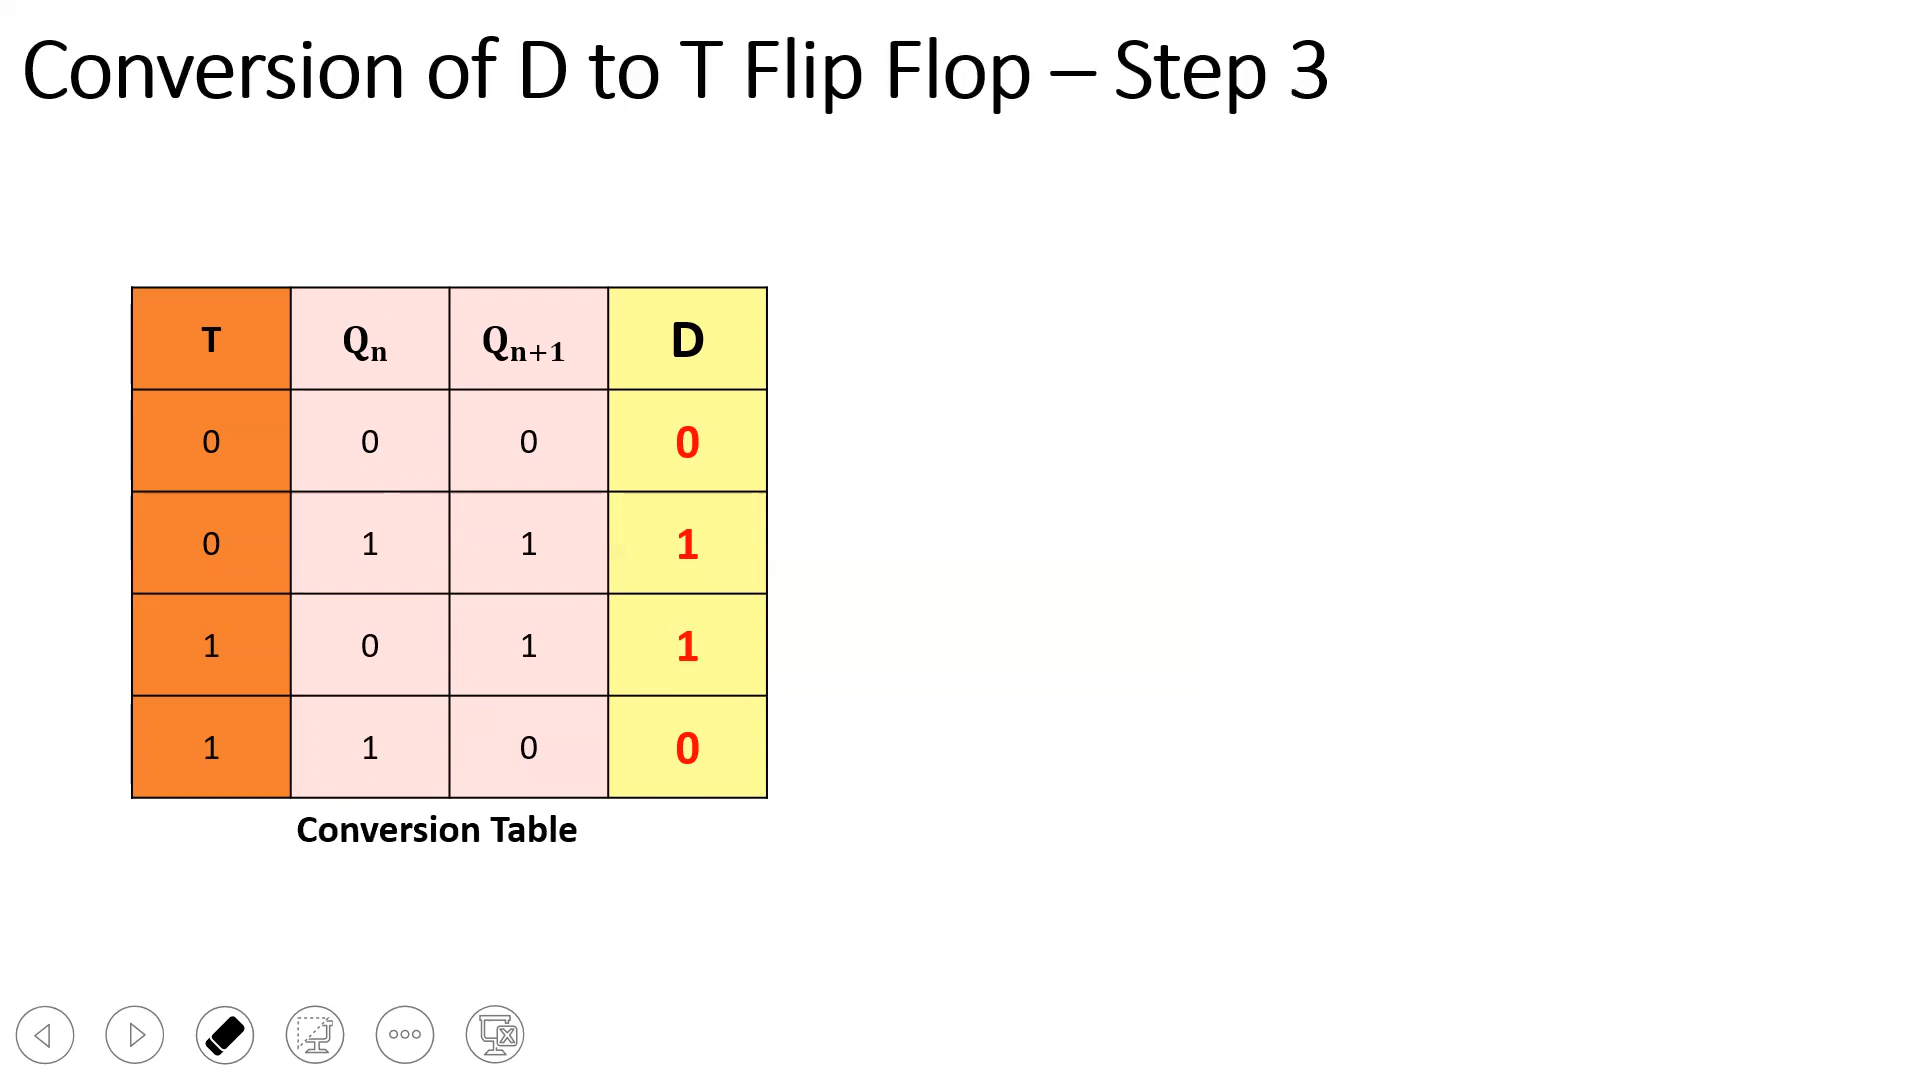 Conversion of D to T Flip Flop – Step 3
T Qn Qn+1 D
0 0 0 0
0 1 1 1
1 0 1 1
1 1 0 0
Conversion Table